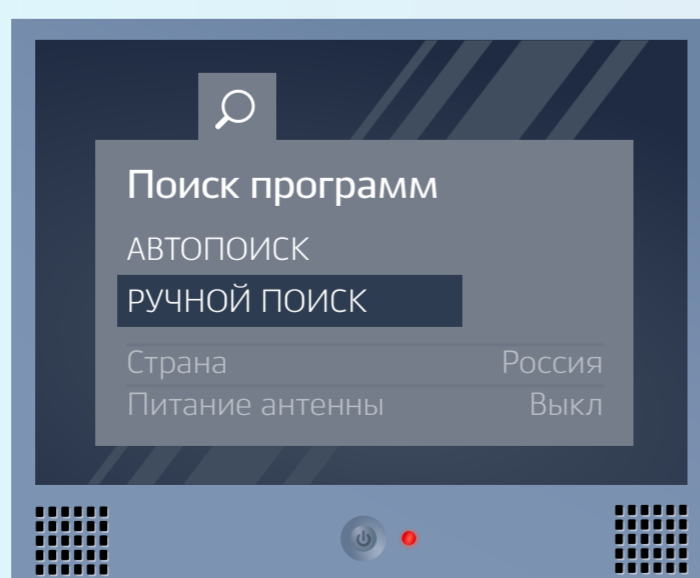 Поиск программ
АВТОПОИСК
РУЧНОЙ ПОИСК
Страна Россия
Питание антенны Выкл